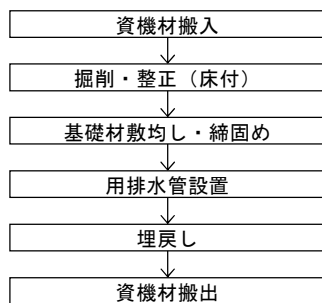 資機材搬入
掘削・整正（床付）
基礎材敷均し・締固め
用排水管設置
埋戻し
資機材搬出